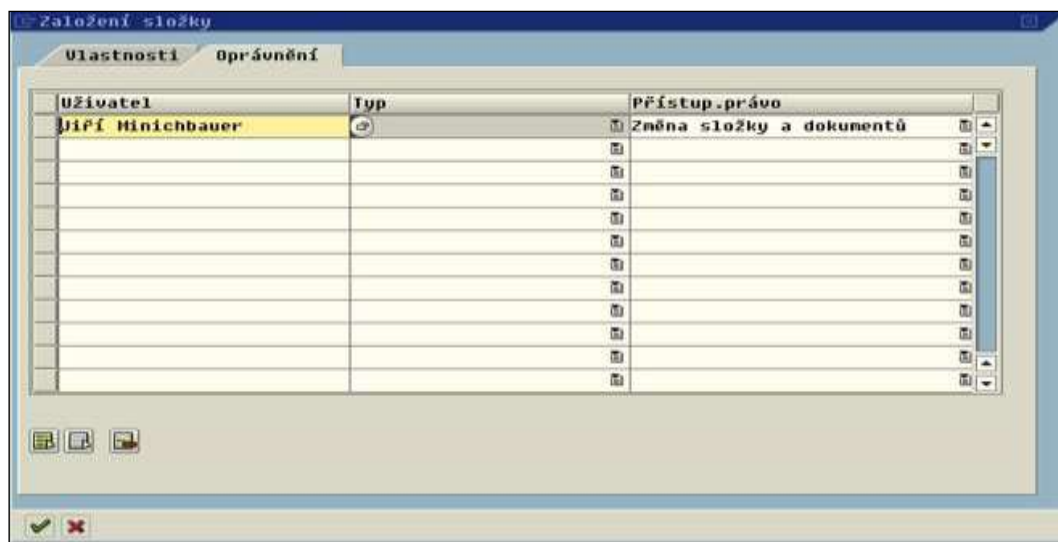 Založení složky
Vlastnosti Oprávnění
Uživatel Typ Přístup.právo
Jiří Minichbauer Změna složky a dokumentů